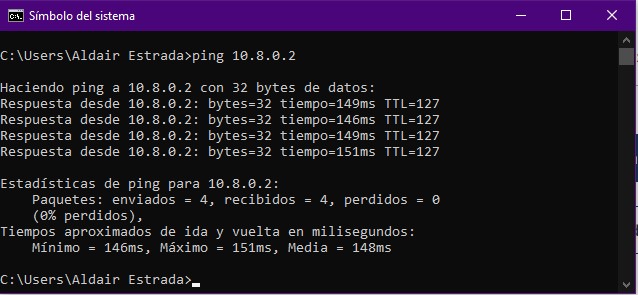 Símbolo del sistema
C:\Users\Aldair Estrada>ping 10.8.0.2
Haciendo ping a 10.8.0.2 con 32 bytes de datos:
Respuesta desde 10.8.0.2: bytes=32 tiempo=149ms TTL=127
Respuesta desde 10.8.0.2: bytes=32 tiempo=146ms TTL=127
Respuesta desde 10.8.0.2: bytes=32 tiempo=149ms TTL=127
Respuesta desde 10.8.0.2: bytes=32 tiempo=151ms TTL=127
Estadísticas de ping para 10.8.0.2:
Paquetes: enviados = 4, recibidos = 4, perdidos = 0
(0% perdidos),
Tiempos aproximados de ida y vuelta en milisegundos:
Mínimo = 146ms, Máximo = 151ms, Media = 148ms
C:\Users\Aldair Estrada>